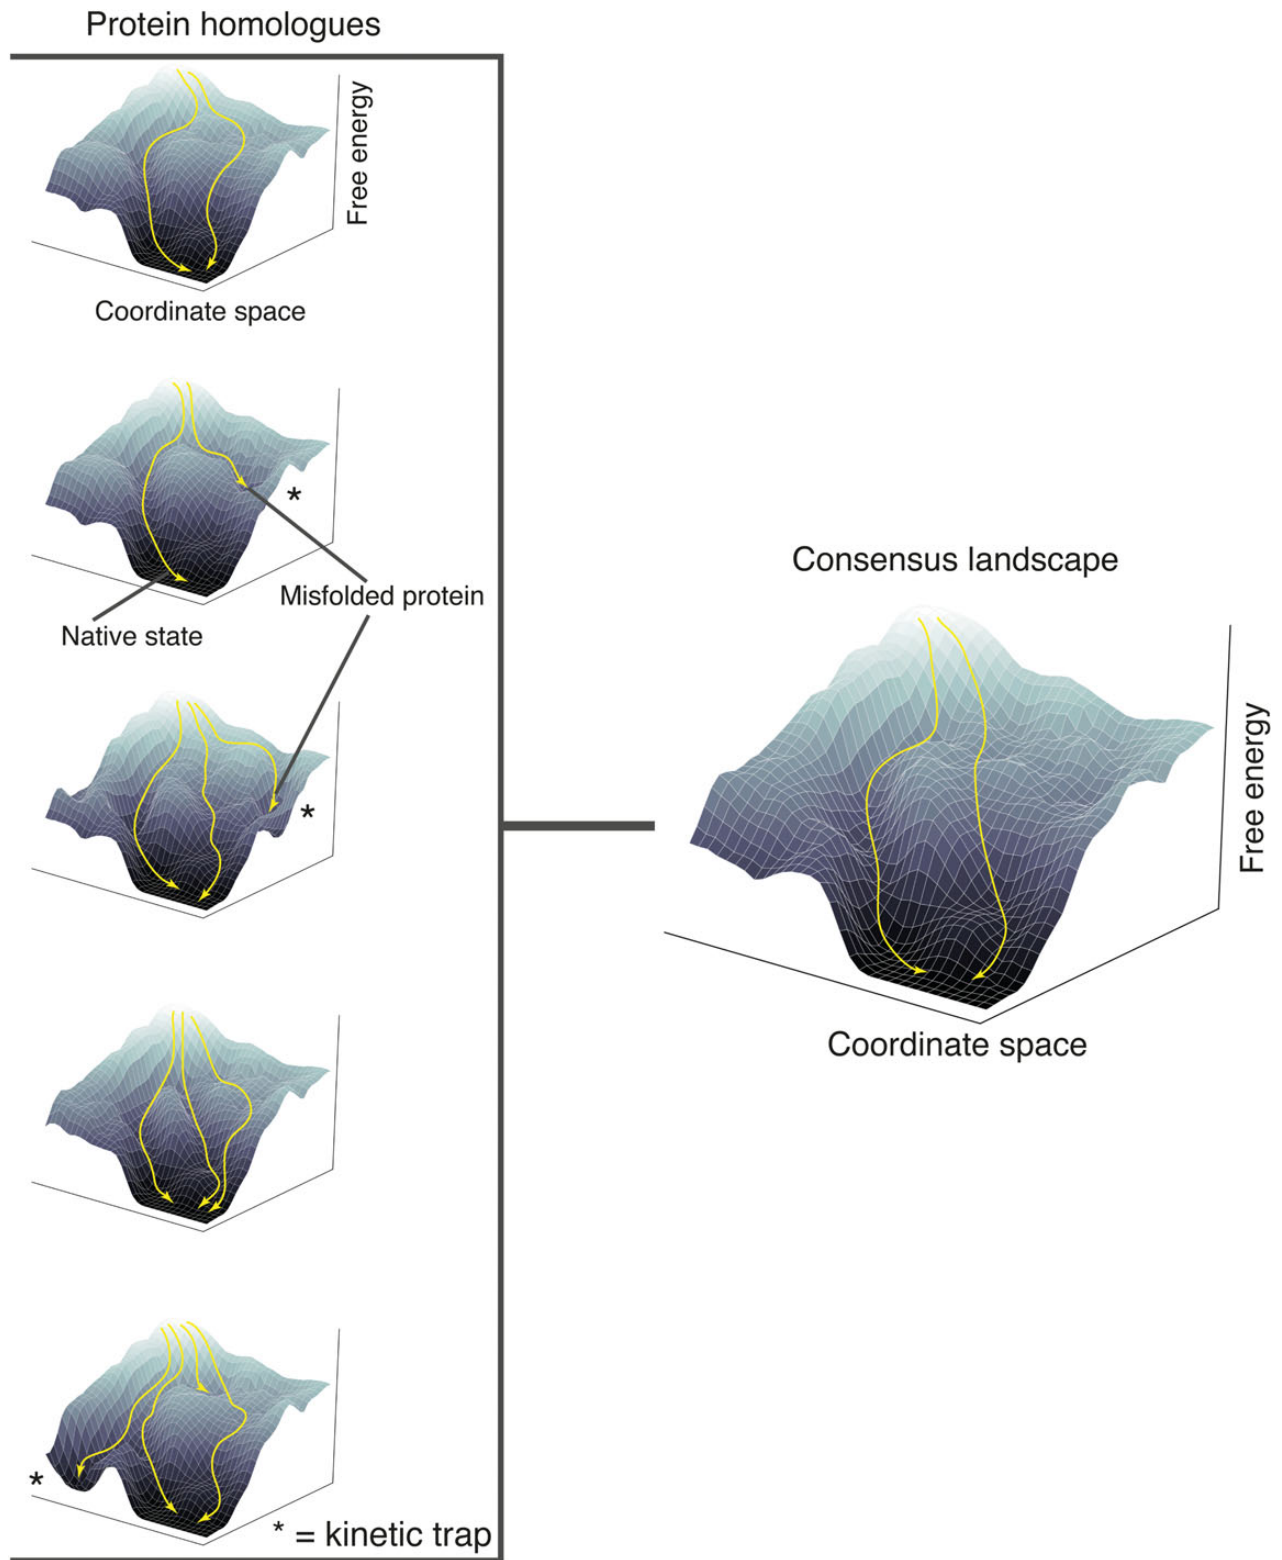 Protein homologues
Free energy
Coordinate space
*
Misfolded protein
Native state
*
Consensus landscape
Free energy
Coordinate space
*
* = kinetic trap